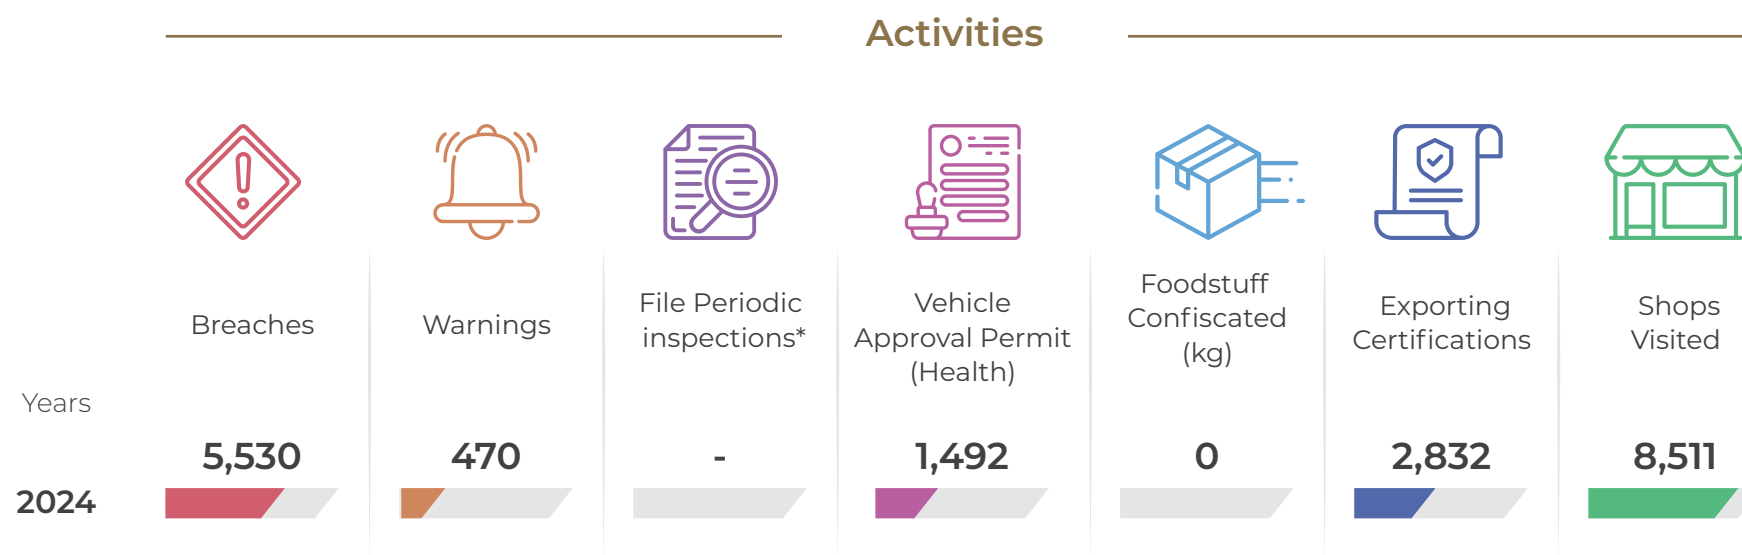 Activities
Breaches
Warnings
File Periodic
inspections*
Vehicle
Approval Permit
(Health)
Foodstuff
Confiscated
(kg)
Exporting
Certifications
Shops
Visited
Years
5,530
470
-
1,492
0
2,832
8,511
2024